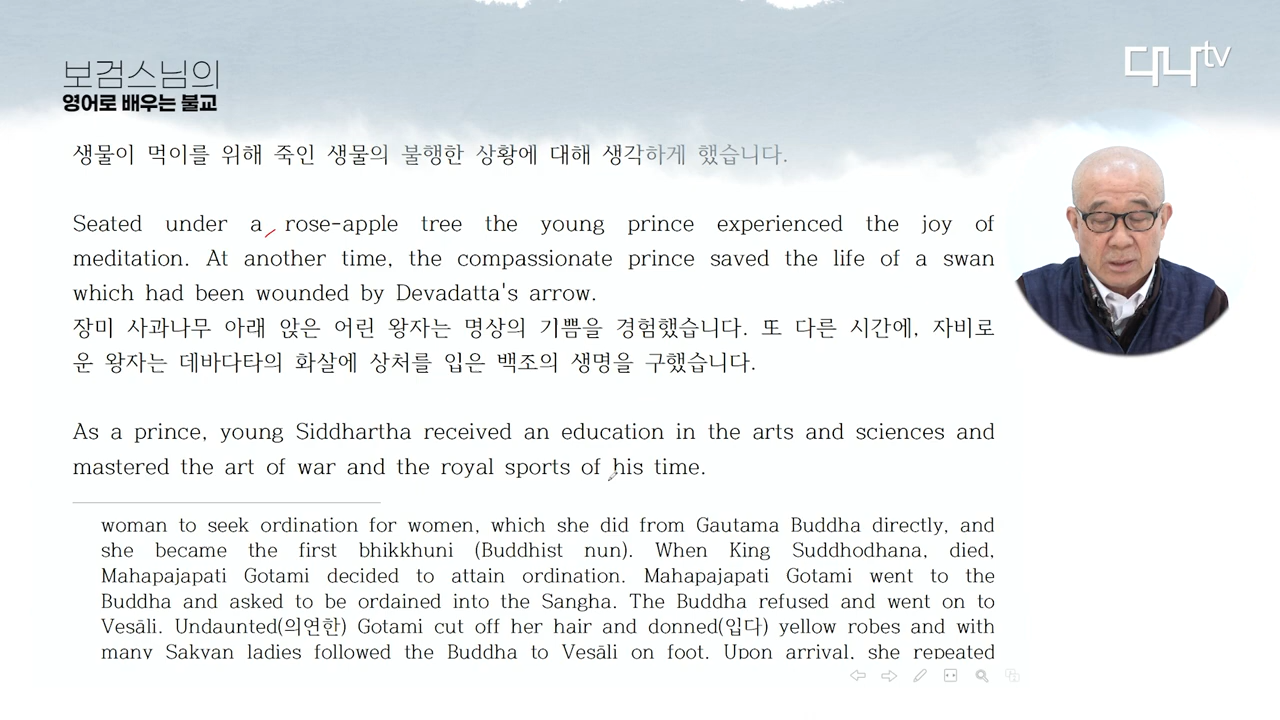 보검스님의
영어로 배우는 불교
다나tv
생물이 먹이를 위해 죽인 생물의 불행한 상황에 대해 생각하게 했습니다.
Seated under a rose-apple tree the young prince experienced the joy of
meditation. At another time, the compassionate prince saved the life of a swan
which had been wounded by Devadatta's arrow.
장미 사과나무 아래 앉은 어린 왕자는 명상의 기쁨을 경험했습니다. 또 다른 시간에, 자비로
운 왕자는 데바다타의 화살에 상처를 입은 백조의 생명을 구했습니다.
As a prince, young Siddhartha received an education in the arts and sciences and
mastered the art of war and the royal sports of his time.
woman to seek ordination for women, which she did from Gautama Buddha directly, and
she became the first bhikkhuni (Buddhist nun). When King Suddhodhana, died,
Mahapajapati Gotami decided to attain ordination. Mahapajapati Gotami went to the
Buddha and asked to be ordained into the Sangha. The Buddha refused and went on to
Vesāli. Undaunted(의연한) Gotami cut off her hair and donned(입다) yellow robes and with
many Sakyan ladies followed the Buddha to Vesāli on foot. Upon arrival, she repeated